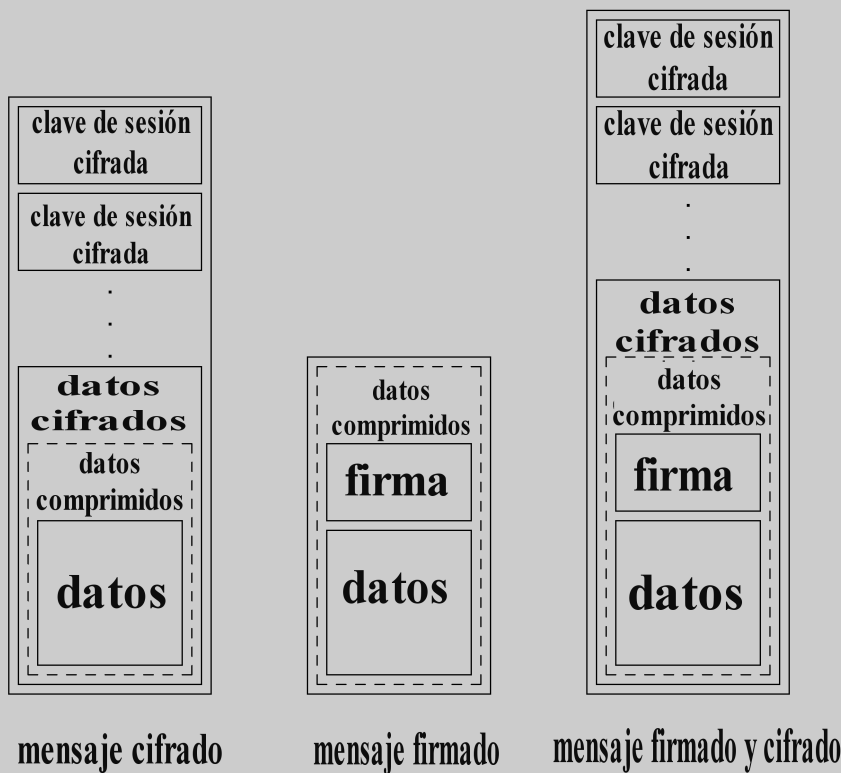 clave de sesión
cifrada
clave de sesión
cifrada
.
.
.
datos
cifrados
datos
comprimidos
datos
mensaje cifrado
datos
comprimidos
firma
datos
mensaje firmado
clave de sesión
cifrada
clave de sesión
cifrada
.
.
.
datos
cifrados
datos
comprimidos
firma
datos
mensaje firmado y cifrado